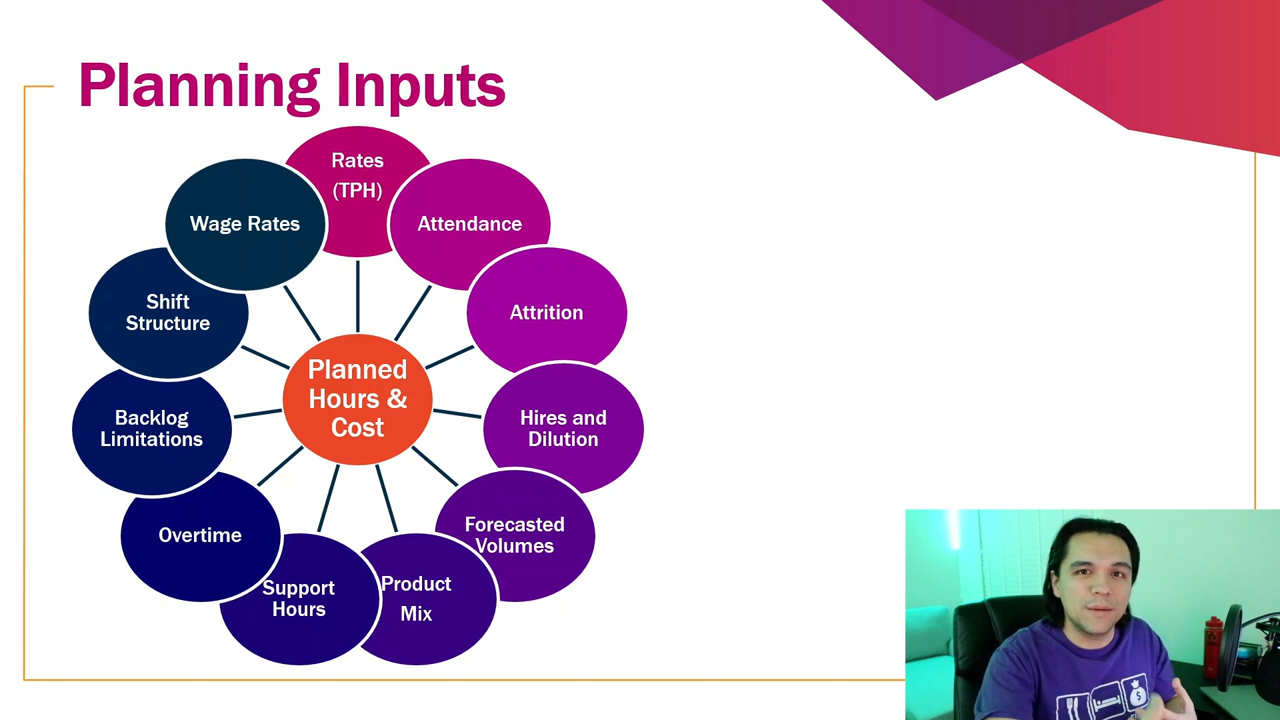 Planning Inputs
Rates
(TPH)
Attendance
Attrition
Hires and
Dilution
Forecasted
Volumes
Product
Mix
Support
Hours
Overtime
Backlog
Limitations
Shift
Structure
Wage Rates
Planned
Hours &
Cost
$